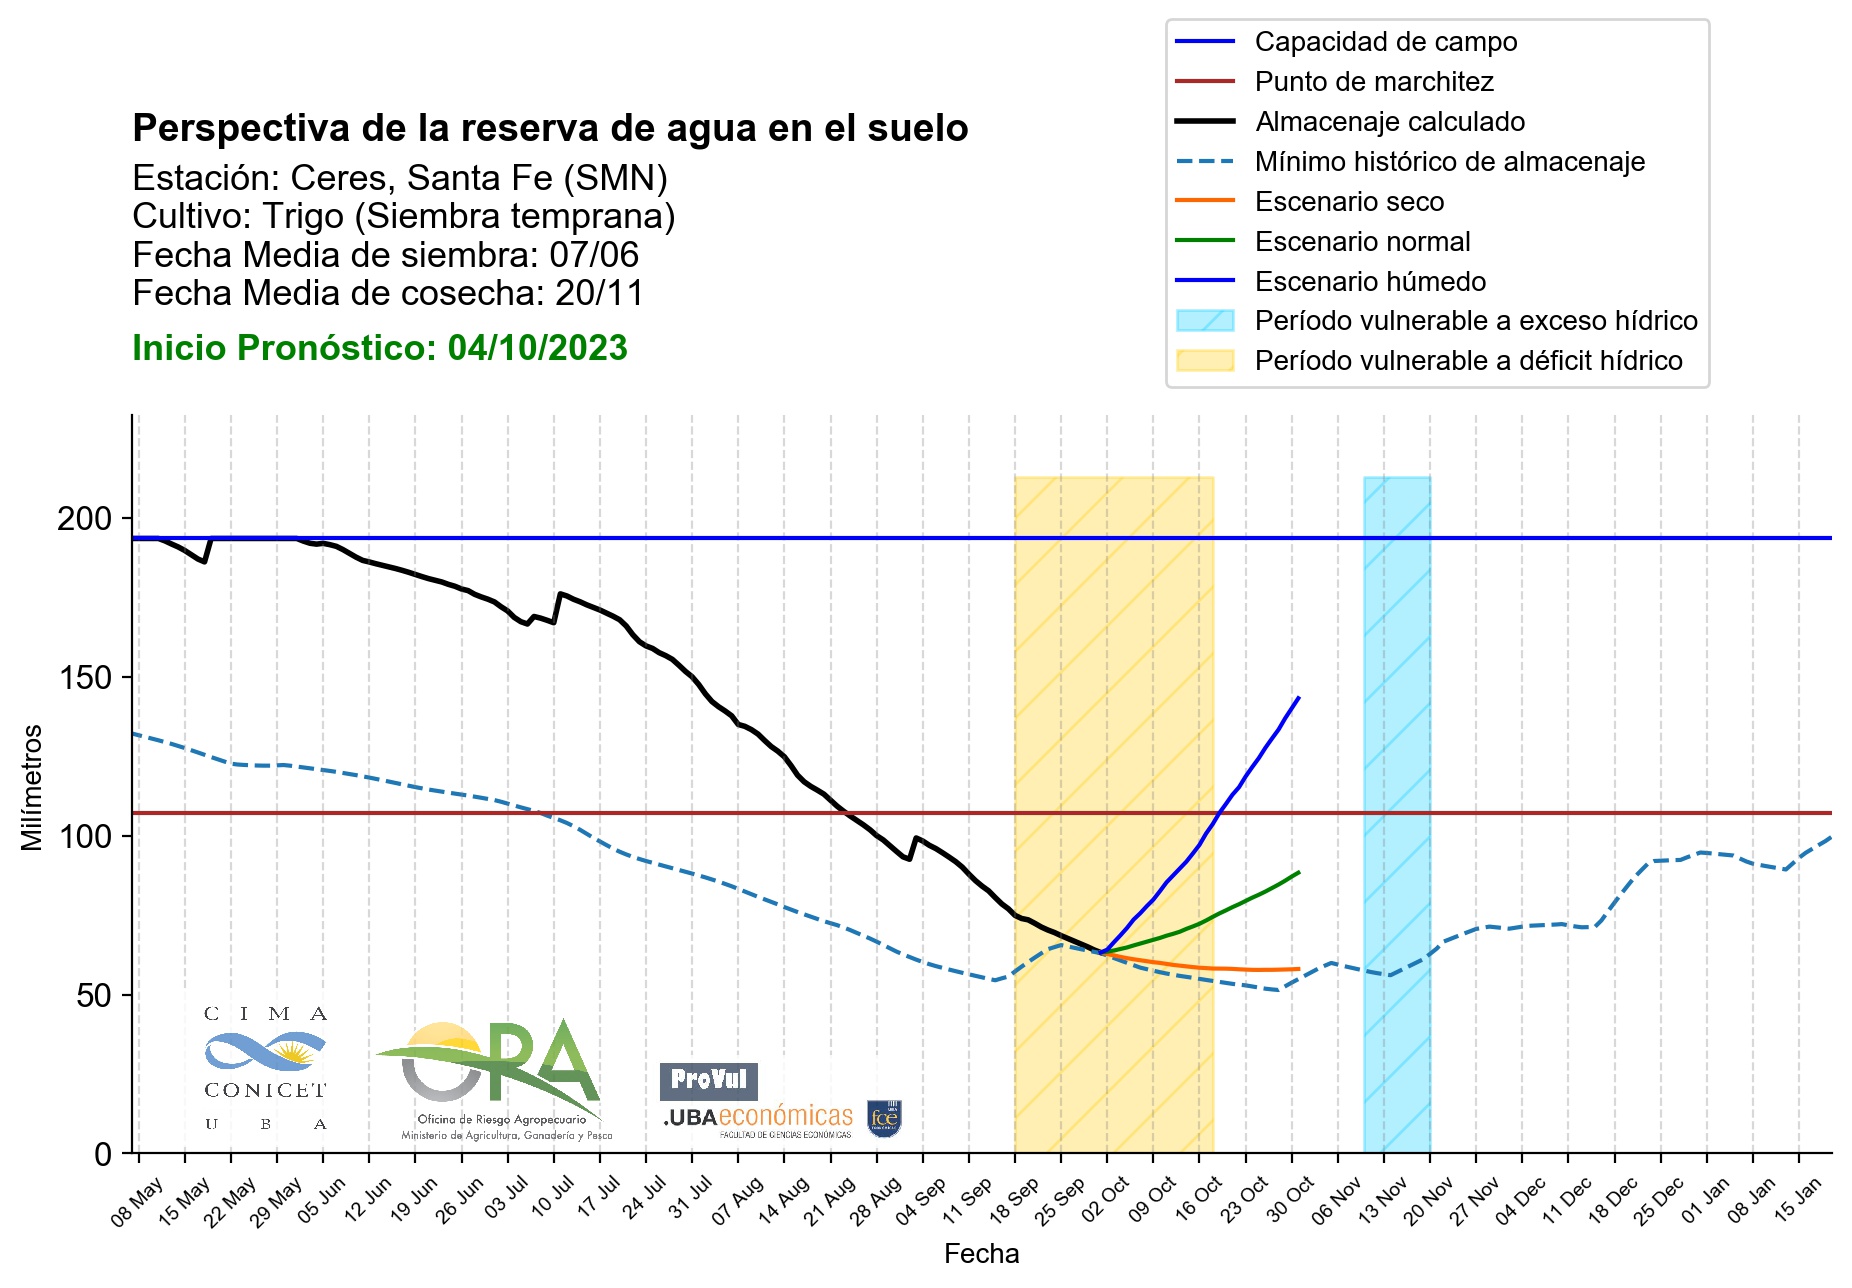 Capacidad de campo
Punto de marchitez
Almacenaje calculado
Mínimo histórico de almacenaje
Escenario seco
Escenario normal
Escenario húmedo
Período vulnerable a exceso hídrico
Período vulnerable a déficit hídrico
Perspectiva de la reserva de agua en el suelo
Estación: Ceres, Santa Fe (SMN)
Cultivo: Trigo (Siembra temprana)
Fecha Media de siembra: 07/06
Fecha Media de cosecha: 20/11
Inicio Pronóstico: 04/10/2023
Milímetros
200
150
100
50
0
CIMA
CONICET
UBA
ORA
Oficina de Riesgo Agropecuario
Ministerio de Agricultura, Ganadería y Pesca
ProVul
.UBAeconómicas
FACULTAD DE CIENCIAS ECONÓMICAS
fce
08 May
15 May
22 May
29 May
05 Jun
12 Jun
19 Jun
26 Jun
03 Jul
10 Jul
17 Jul
24 Jul
31 Jul
07 Aug
14 Aug
21 Aug
28 Aug
04 Sep
11 Sep
18 Sep
25 Sep
02 Oct
09 Oct
16 Oct
23 Oct
30 Oct
06 Nov
13 Nov
20 Nov
27 Nov
04 Dec
11 Dec
18 Dec
25 Dec
01 Jan
08 Jan
15 Jan
Fecha